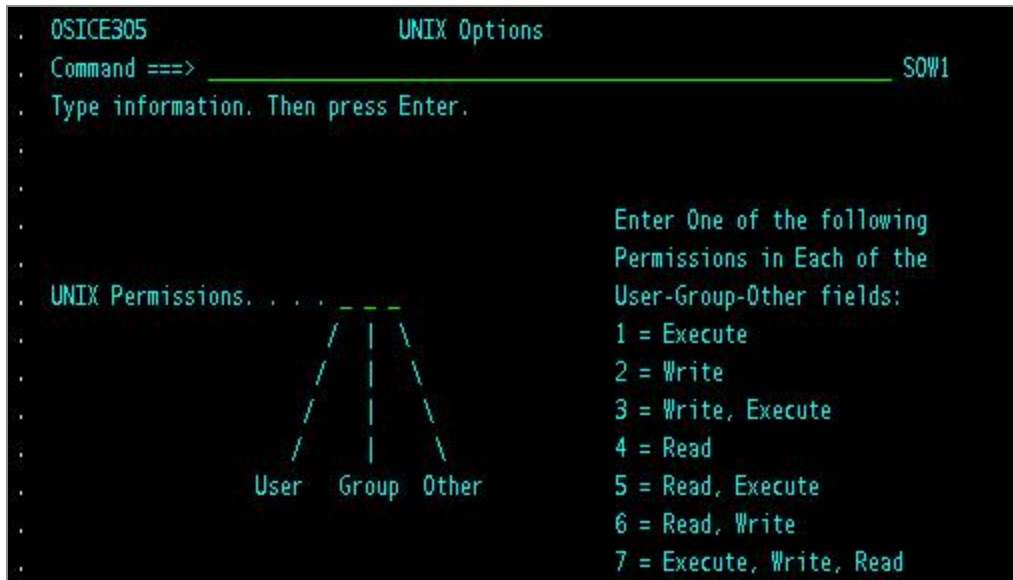 . OSICE305 UNIX Options
. Command ===> ______________________________________________ SOW1
. Type information. Then press Enter.
.
.
. Enter One of the following
. Permissions in Each of the
. UNIX Permissions. . . . _ _ _ User-Group-Other fields:
. / | \ 1 = Execute
. / | \ 2 = Write
. / | \ 3 = Write, Execute
. / | \ 4 = Read
. User Group Other 5 = Read, Execute
. 6 = Read, Write
. 7 = Execute, Write, Read